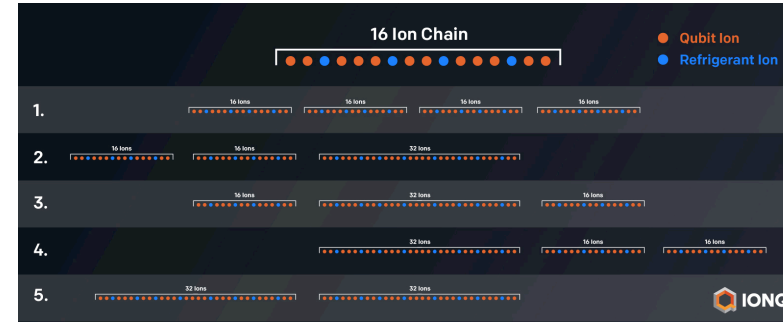 16 Ion Chain
Qubit Ion
Refrigerant Ion
1.
16 Ions 16 Ions 16 Ions 16 Ions
2.
16 Ions 16 Ions 32 Ions
3.
16 Ions 32 Ions 16 Ions
4.
32 Ions 16 Ions 16 Ions
5.
32 Ions 32 Ions
IONQ